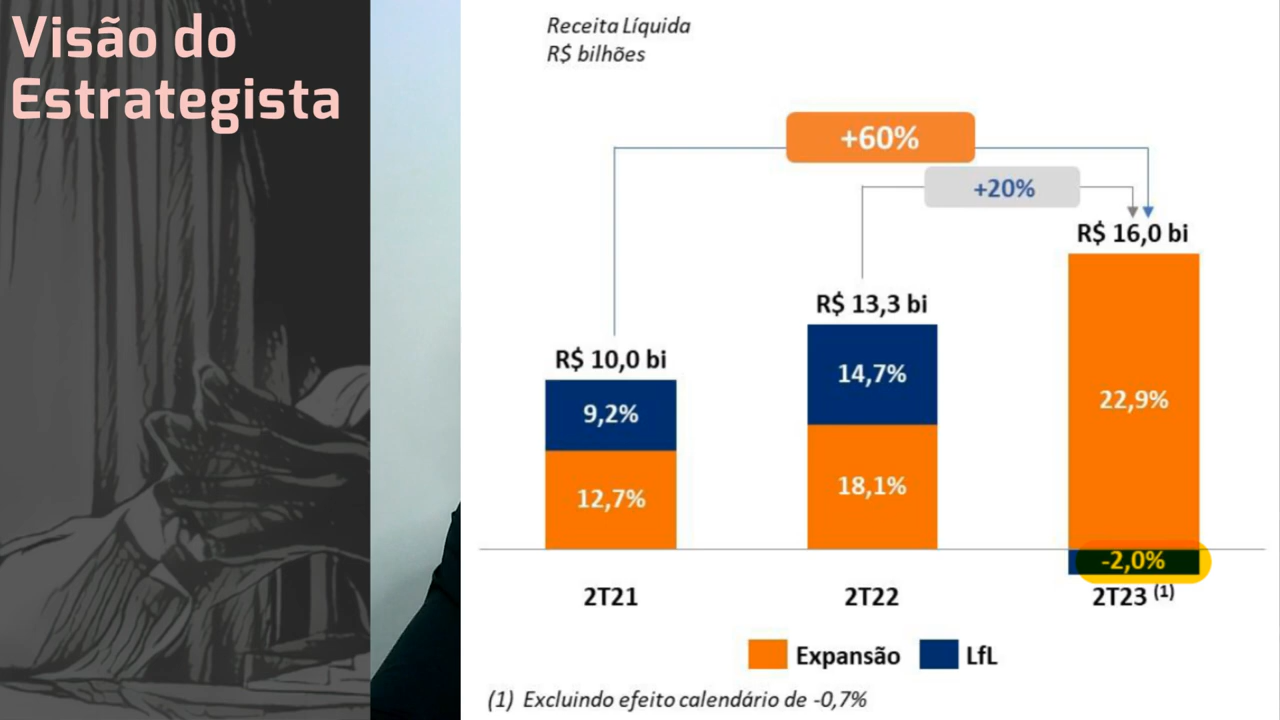 Visão do
Estrategista
Receita Líquida
R$ bilhões
+60%
+20%
R$ 16,0 bi
R$ 13,3 bi
R$ 10,0 bi
9,2%
14,7%
22,9%
12,7%
18,1%
-2,0%
2T21
2T22
2T23 (1)
Expansão
LfL
(1) Excluindo efeito calendário de -0,7%